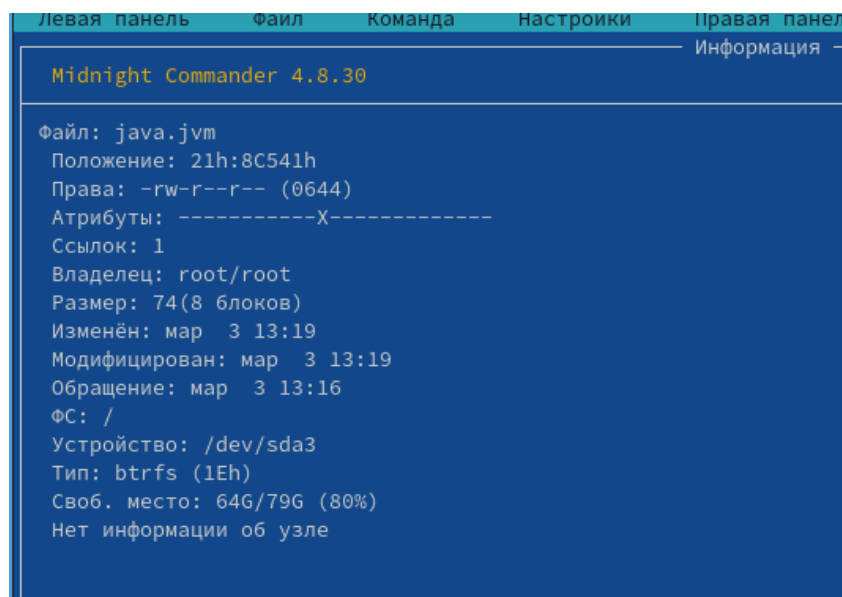 Левая панель Файл Команда Настройки Правая панел
Информация
Midnight Commander 4.8.30
Файл: java.jvm
Положение: 21h:8C541h
Права: -rw-r--r-- (0644)
Атрибуты: -----------X-------------
Ссылок: 1
Владелец: root/root
Размер: 74(8 блоков)
Изменён: мар  3 13:19
Модифицирован: мар  3 13:19
Обращение: мар  3 13:16
ФС: /
Устройство: /dev/sda3
Тип: btrfs (1Eh)
Своб. место: 64G/79G (80%)
Нет информации об узле